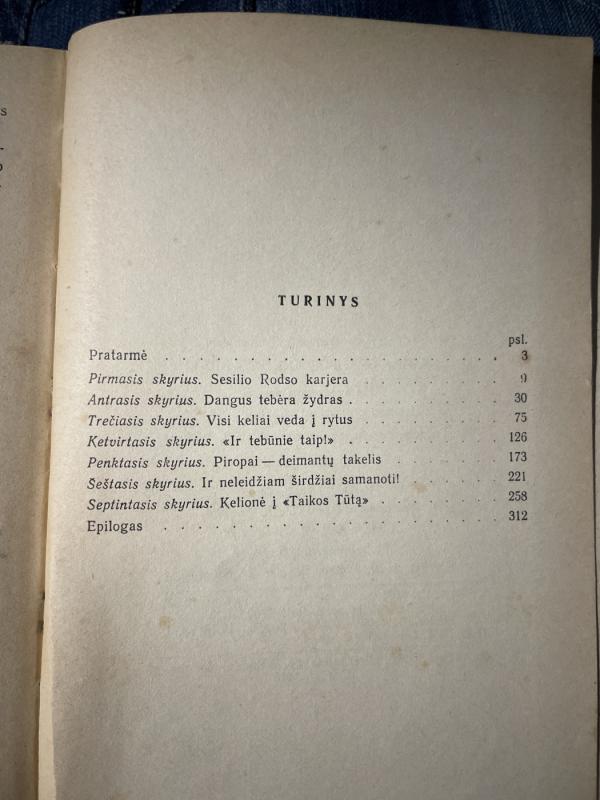 TURINYS
psl.
Pratarmė . . . . . . . . . . . . . . . . 3
Pirmasis skyrius. Sesilio Rodso karjera . . . . . . . 9
Antrasis skyrius. Dangus tebėra žydras . . . . . . . 30
Trečiasis skyrius. Visi keliai veda į rytus . . . . . . . 75
Ketvirtasis skyrius. «Ir tebūnie taip!» . . . . . . . 126
Penktasis skyrius. Piropai — deimantų takelis . . . . . 173
Šeštasis skyrius. Ir neleidžiam širdžiai samanoti! . . . . 221
Septintasis skyrius. Kelionė į «Taikos Tūtą» . . . . . . 258
Epilogas . . . . . . . . . . . . . . . . 312